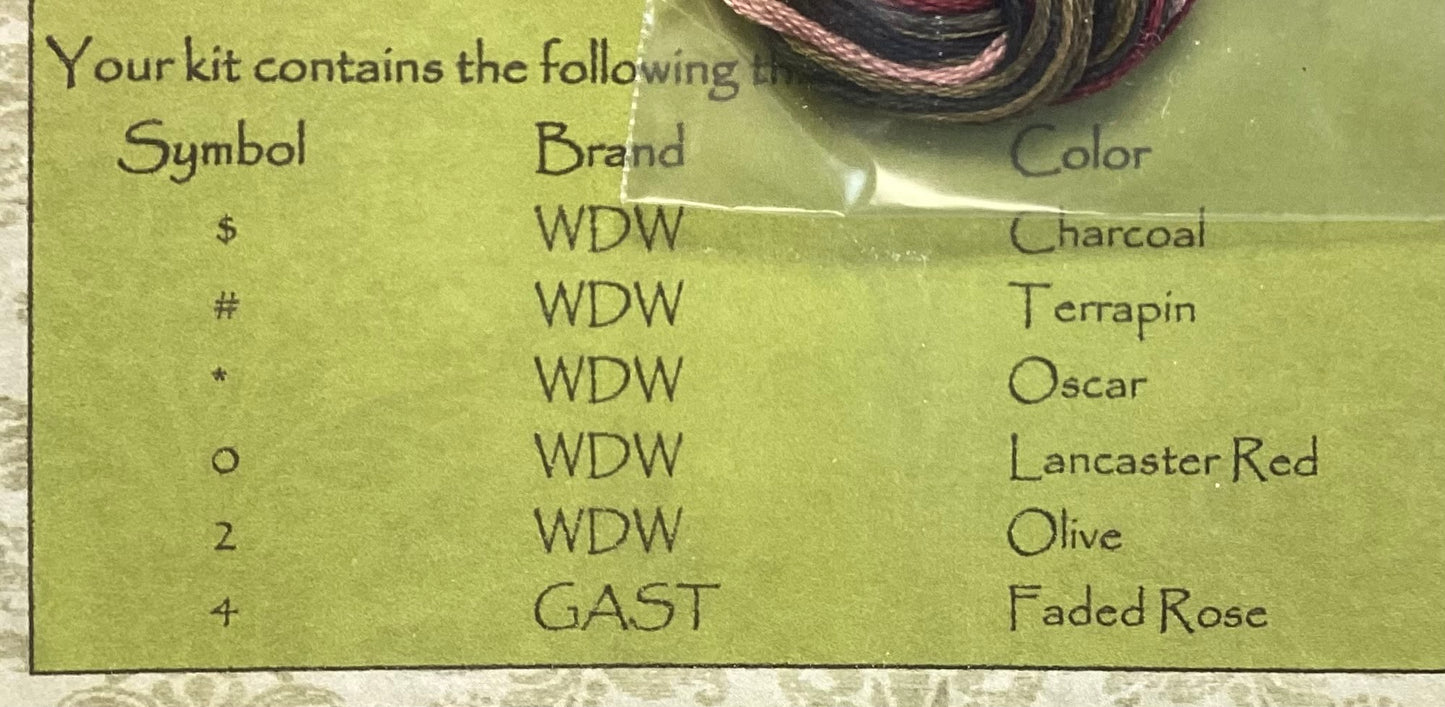 Your kit contains the following
Symbol Brand Color
$ WDW Charcoal
# WDW Terrapin
* WDW Oscar
O WDW Lancaster Red
2 WDW Olive
4 GAST Faded Rose